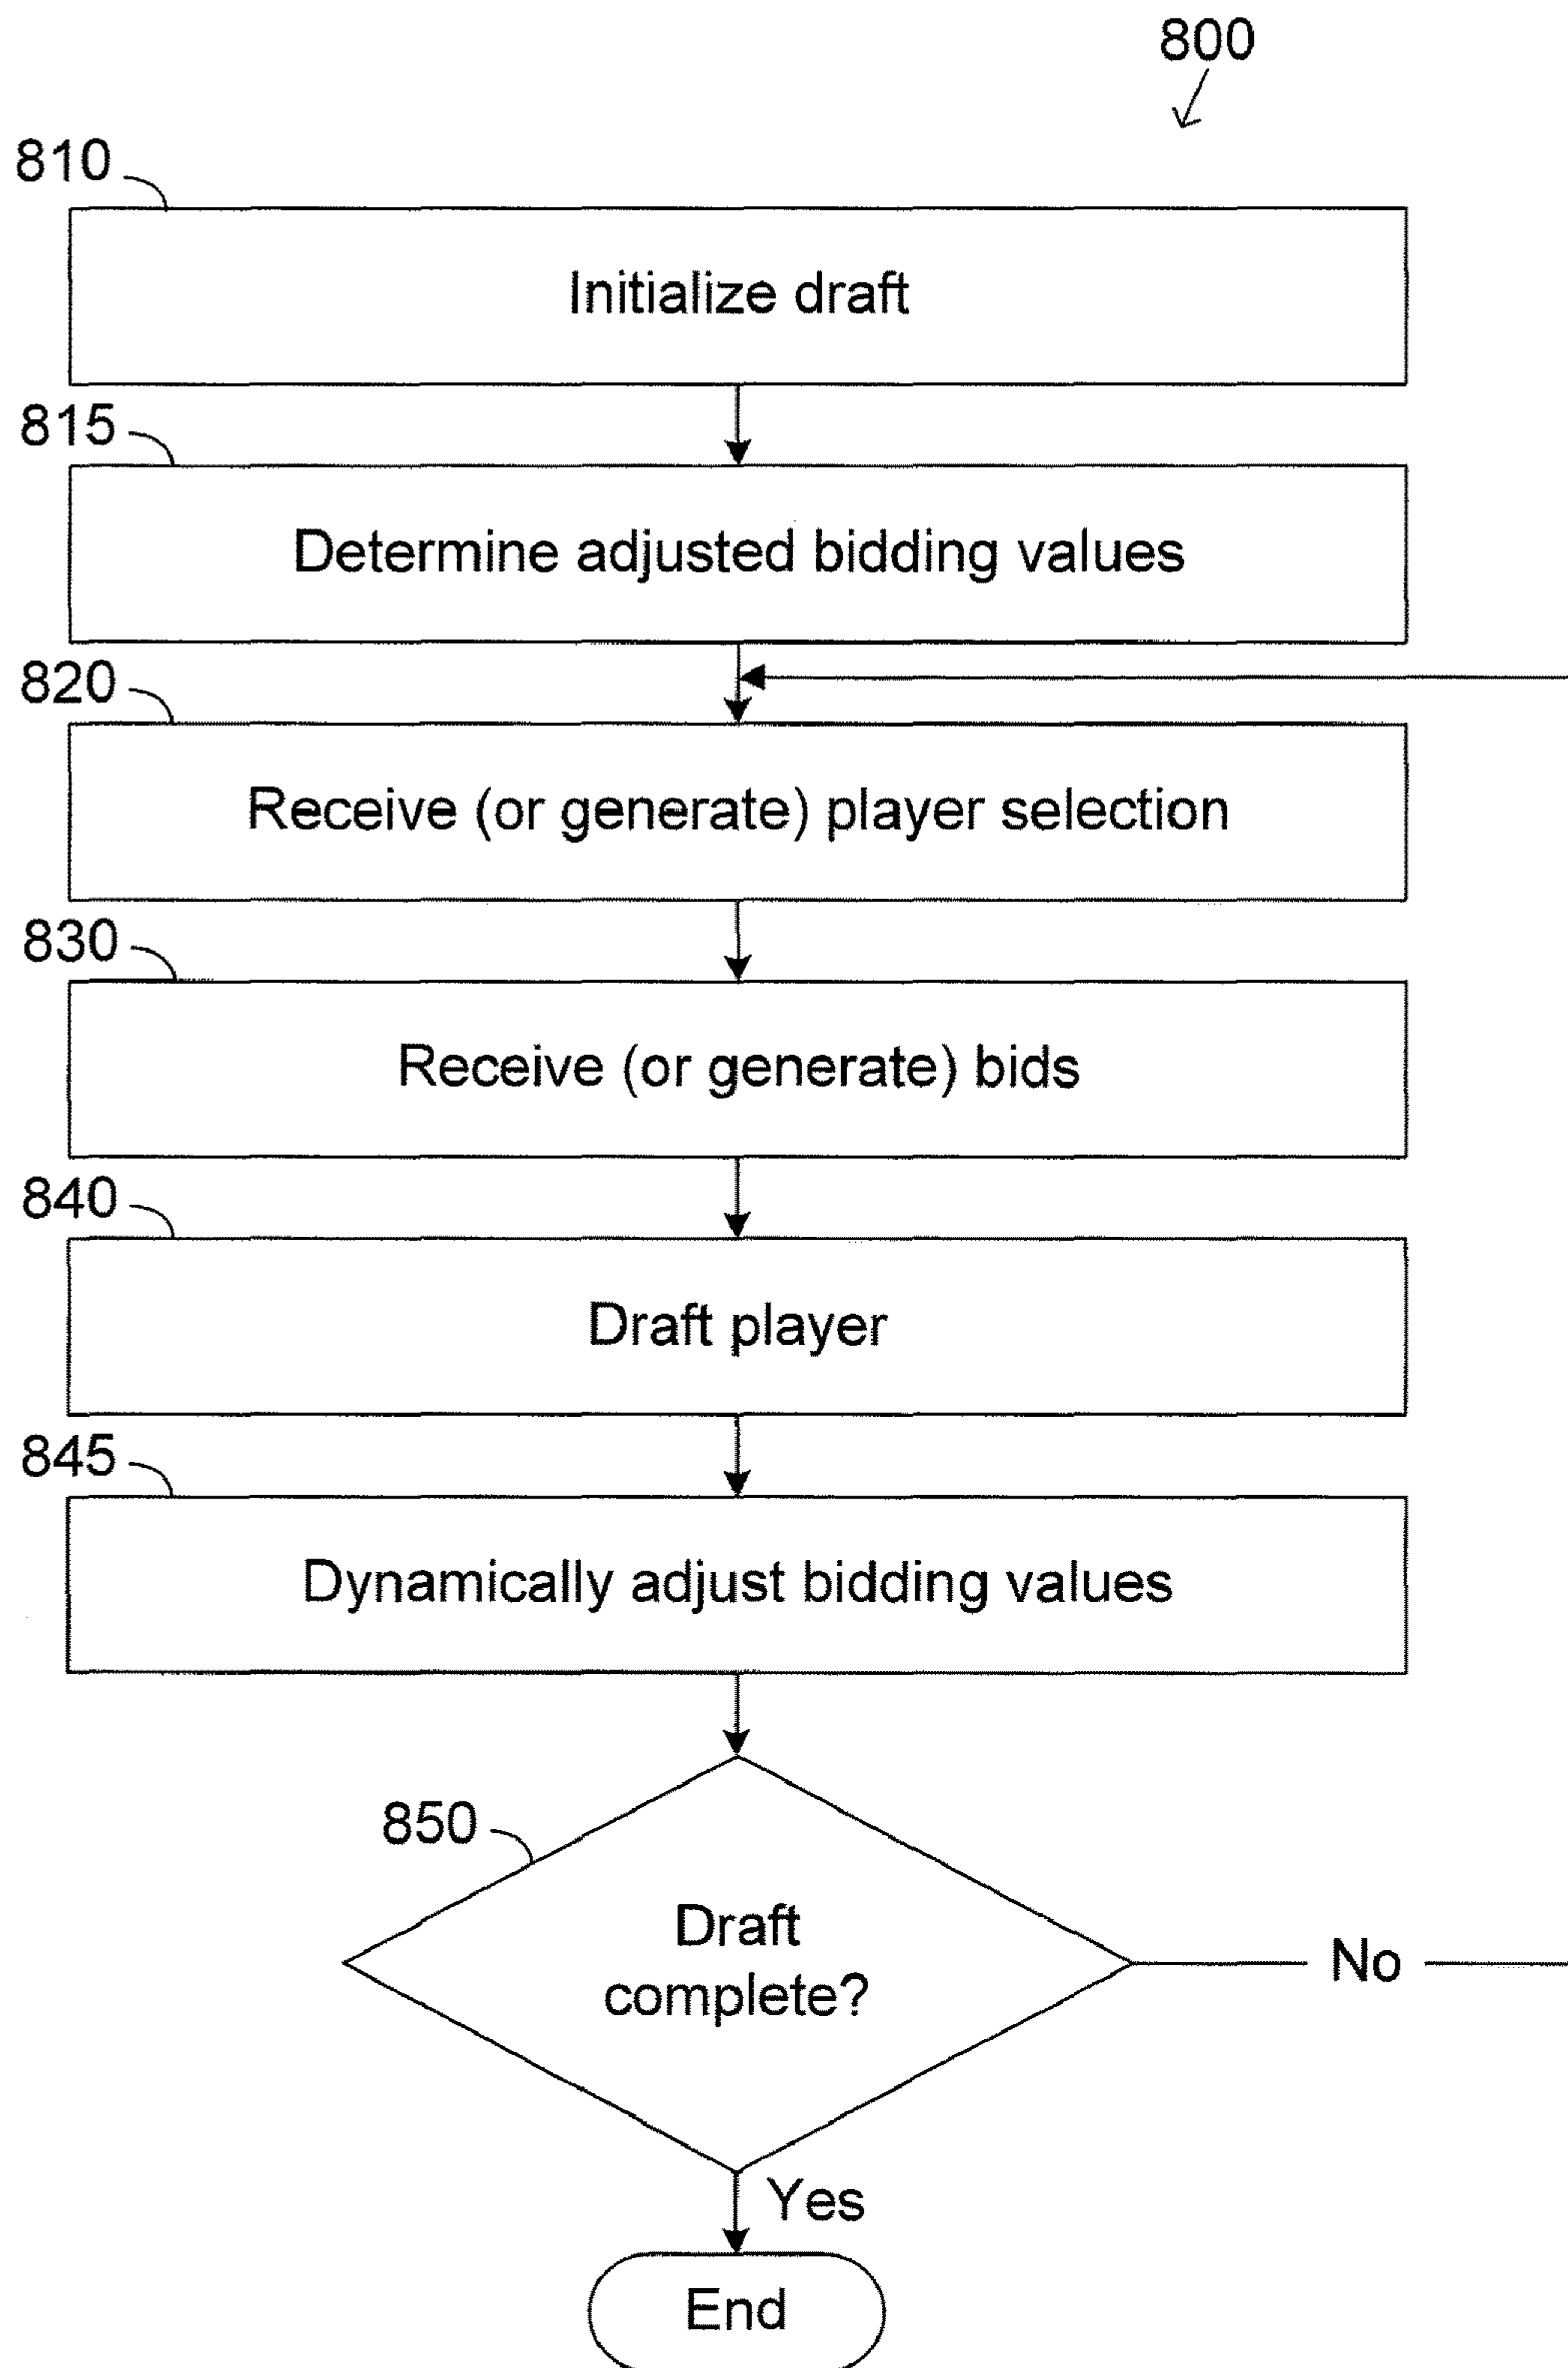 800
810
Initialize draft
815
Determine adjusted bidding values
820
Receive (or generate) player selection
830
Receive (or generate) bids
840
Draft player
845
Dynamically adjust bidding values
850
Draft
complete?
No
Yes
End